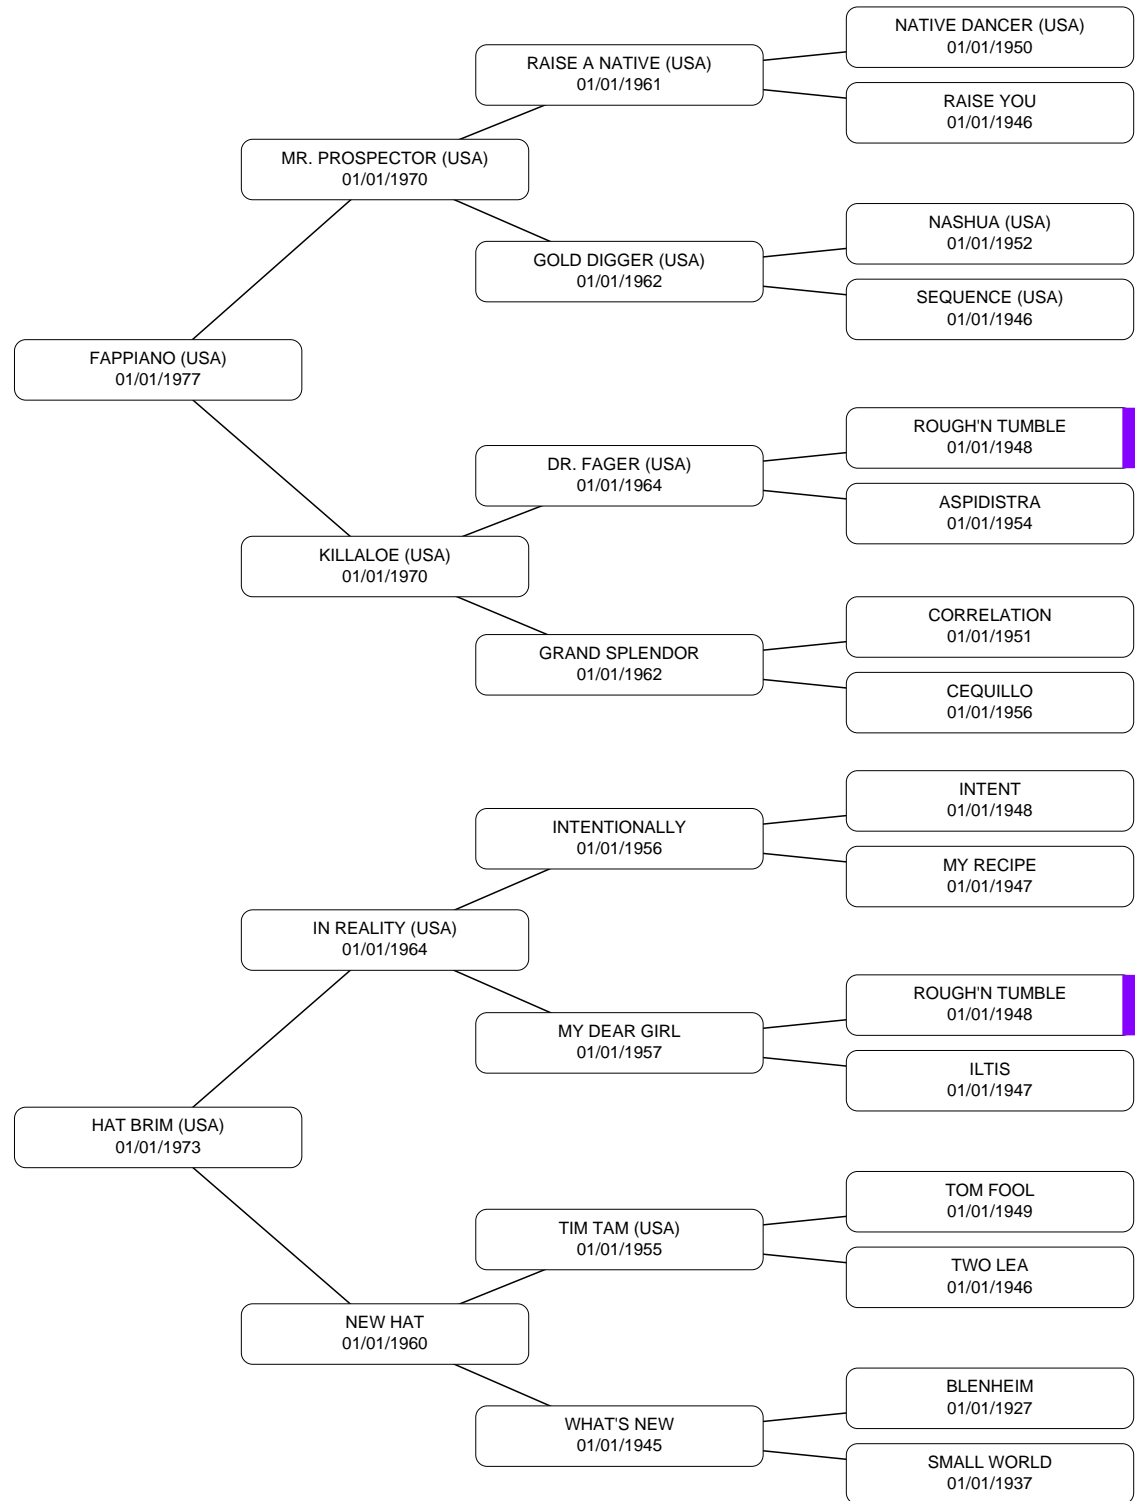 NATIVE DANCER (USA)
01/01/1950
RAISE A NATIVE (USA)
01/01/1961
RAISE YOU
01/01/1946
MR. PROSPECTOR (USA)
01/01/1970
NASHUA (USA)
01/01/1952
GOLD DIGGER (USA)
01/01/1962
SEQUENCE (USA)
01/01/1946
FAPPIANO (USA)
01/01/1977
ROUGH'N TUMBLE
01/01/1948
DR. FAGER (USA)
01/01/1964
ASPIDISTRA
01/01/1954
KILLALOE (USA)
01/01/1970
CORRELATION
01/01/1951
GRAND SPLENDOR
01/01/1962
CEQUILLO
01/01/1956
INTENT
01/01/1948
INTENTIONALLY
01/01/1956
MY RECIPE
01/01/1947
IN REALITY (USA)
01/01/1964
ROUGH'N TUMBLE
01/01/1948
MY DEAR GIRL
01/01/1957
ILTIS
01/01/1947
HAT BRIM (USA)
01/01/1973
TOM FOOL
01/01/1949
TIM TAM (USA)
01/01/1955
TWO LEA
01/01/1946
NEW HAT
01/01/1960
BLENHEIM
01/01/1927
WHAT'S NEW
01/01/1945
SMALL WORLD
01/01/1937